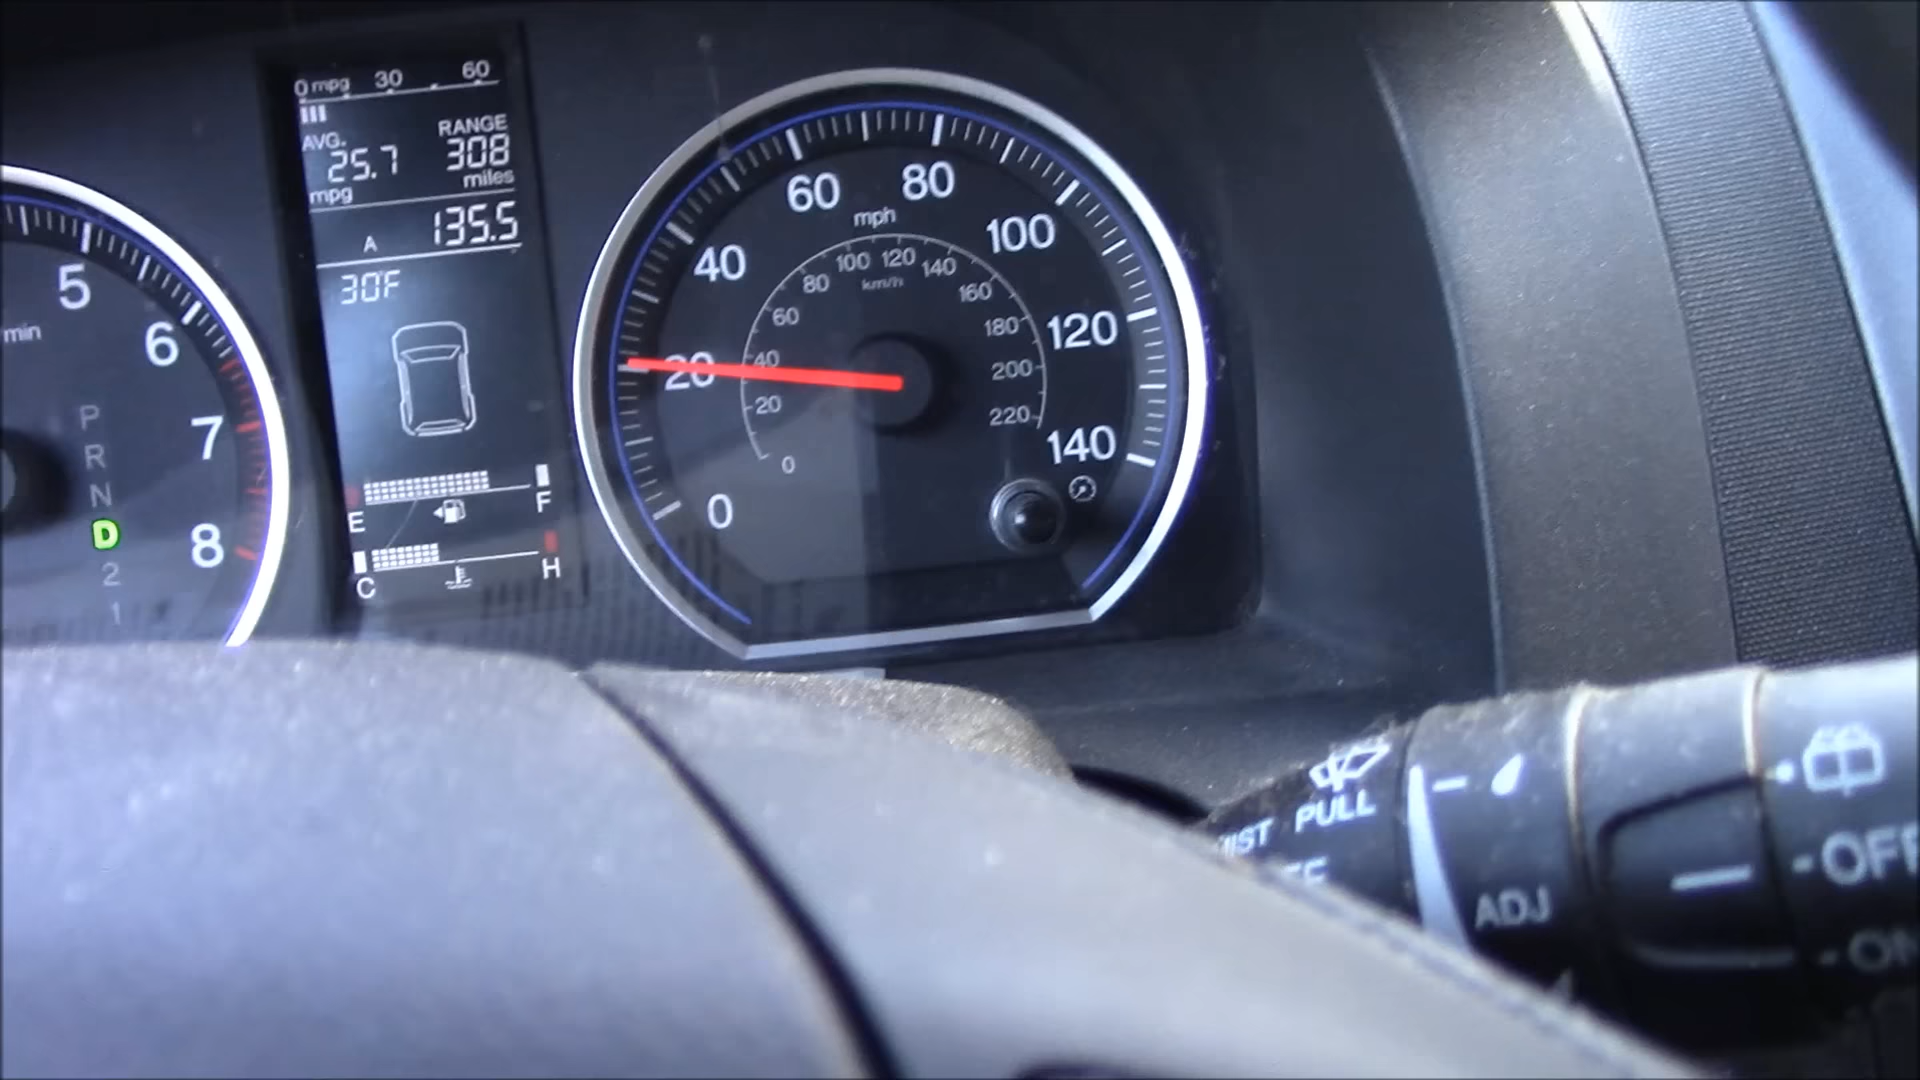 0 mpg 30 60
AVG. RANGE
25.7 308
mpg miles
A 135.5
30F
E F
C H
5
6
7
8
min
P
R
N
D
2
1
0
20
40
60
80
100
120
140
mph
0
20
40
60
80
100
120
140
160
180
200
220
km/h
PULL
ADJ
OFF
ON